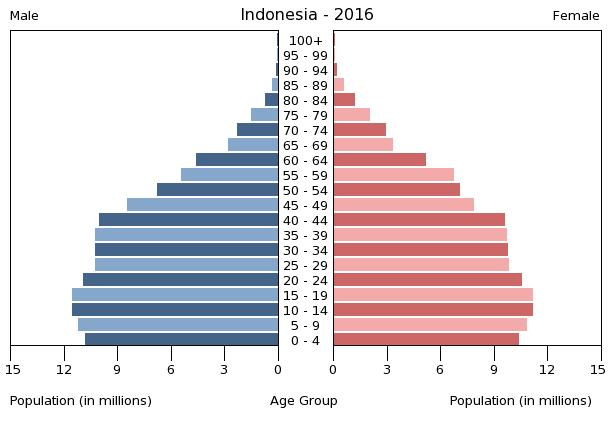 Male Indonesia - 2016 Female
100+
95 - 99
90 - 94
85 - 89
80 - 84
75 - 79
70 - 74
65 - 69
60 - 64
55 - 59
50 - 54
45 - 49
40 - 44
35 - 39
30 - 34
25 - 29
20 - 24
15 - 19
10 - 14
5 - 9
0 - 4
15 12 9 6 3 0 0 3 6 9 12 15
Population (in millions) Age Group Population (in millions)